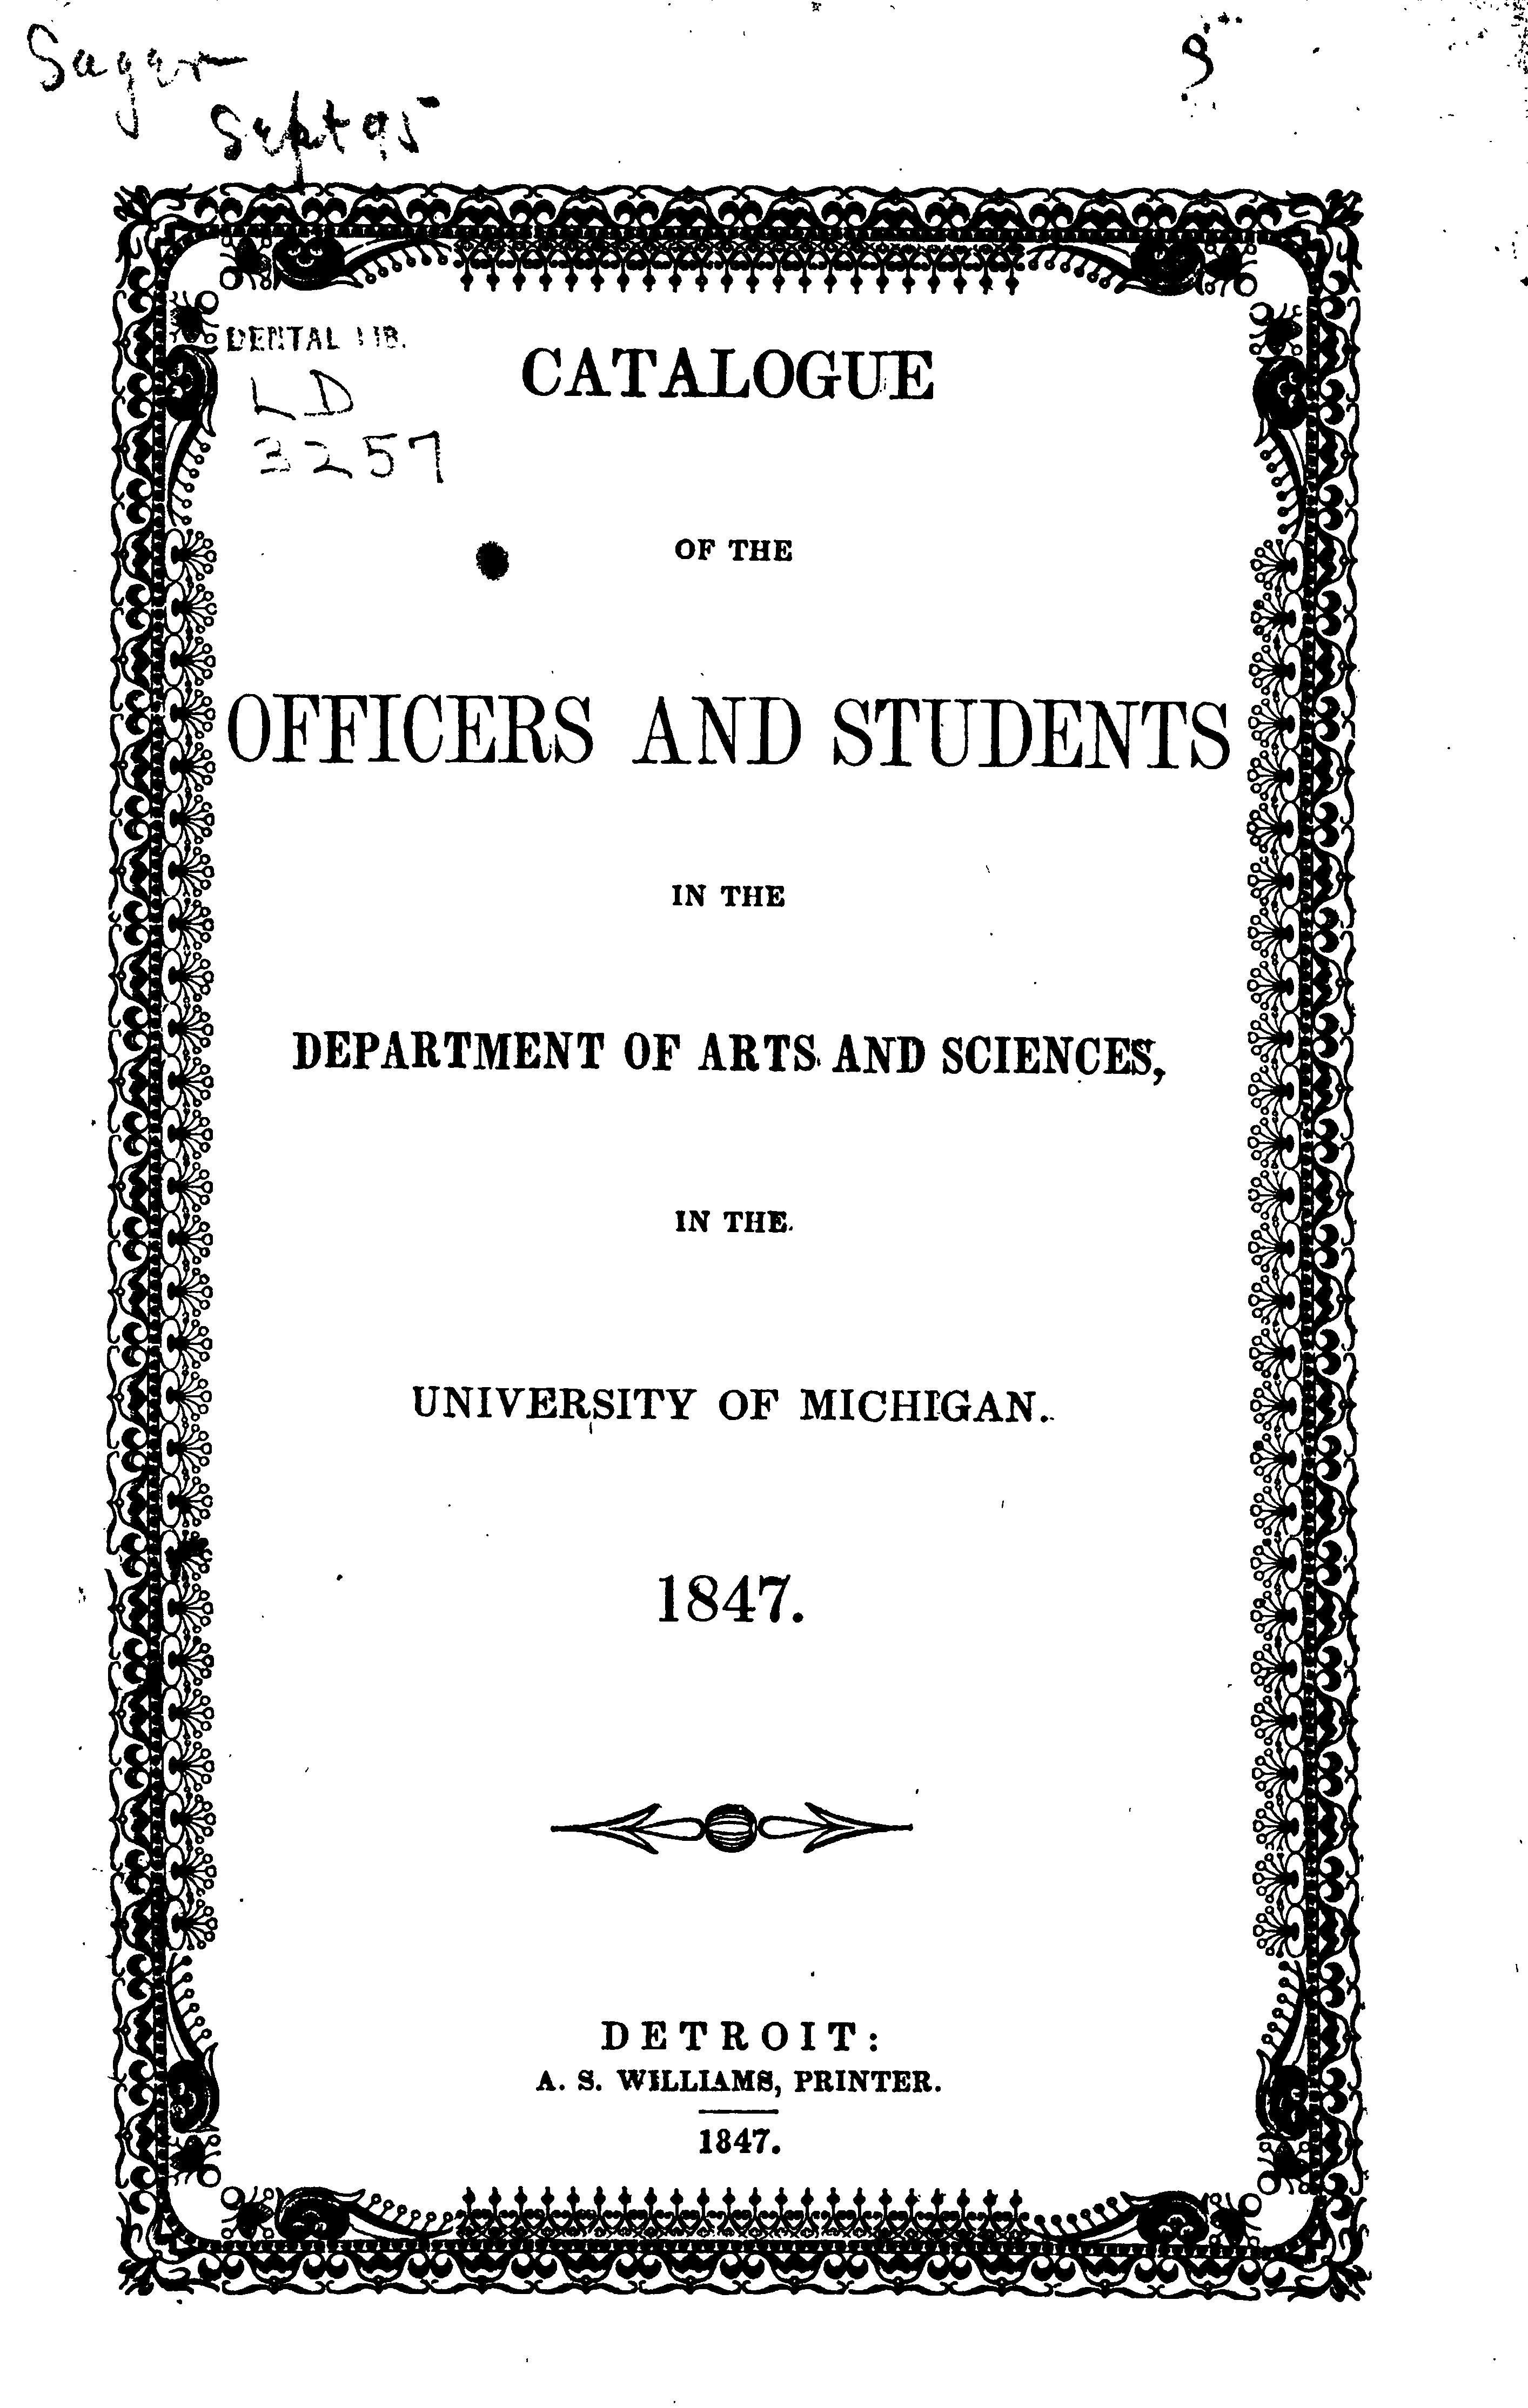 Sager
Sept 95
DENTAL LIB.
LD
3257
CATALOGUE
OF THE
OFFICERS AND STUDENTS
IN THE
DEPARTMENT OF ARTS AND SCIENCES,
IN THE
UNIVERSITY OF MICHIGAN.
1847.
DETROIT:
A. S. WILLIAMS, PRINTER.
1847.